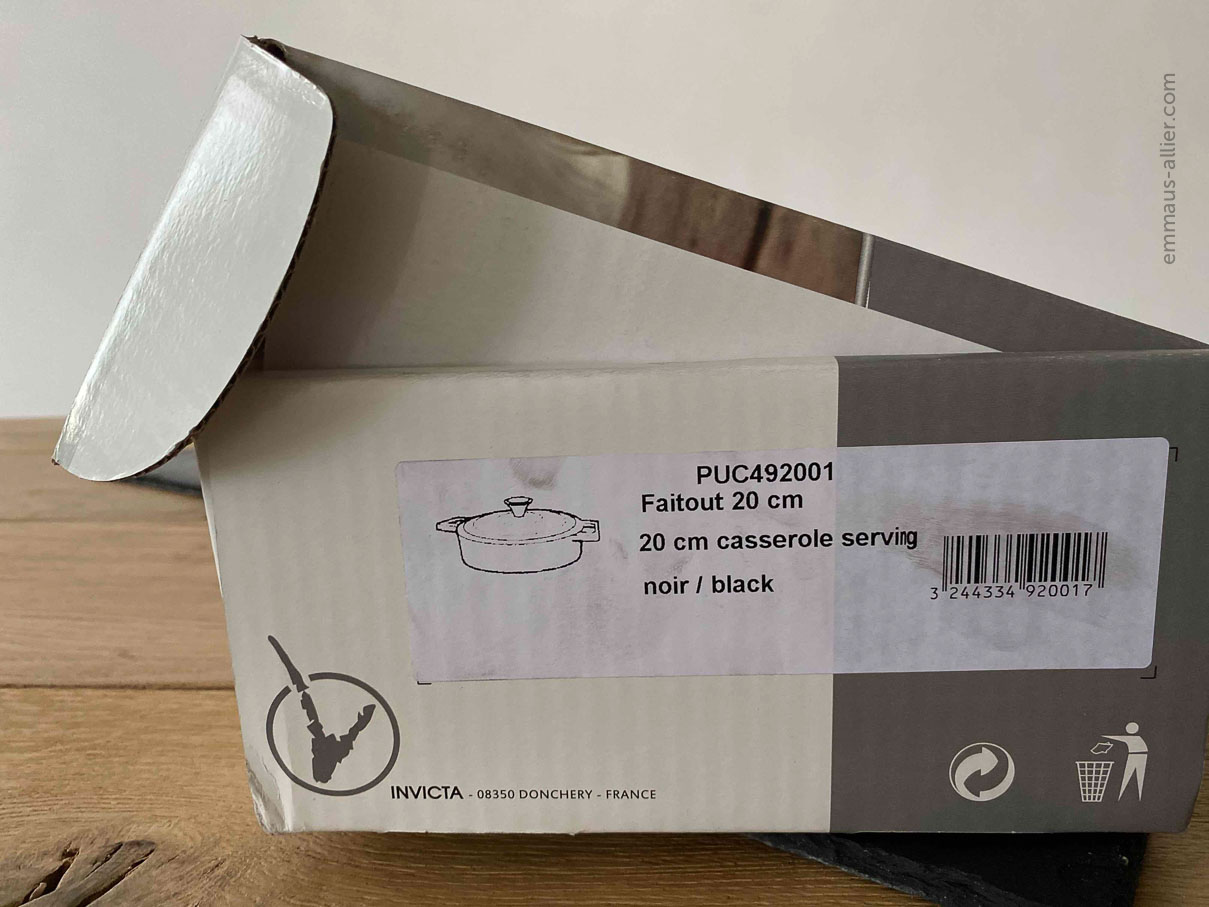 emmaus-allier.com
PUC492001
Faitout 20 cm
20 cm casserole serving
noir / black
3 244334 920017
INVICTA - 08350 DONCHERY - FRANCE